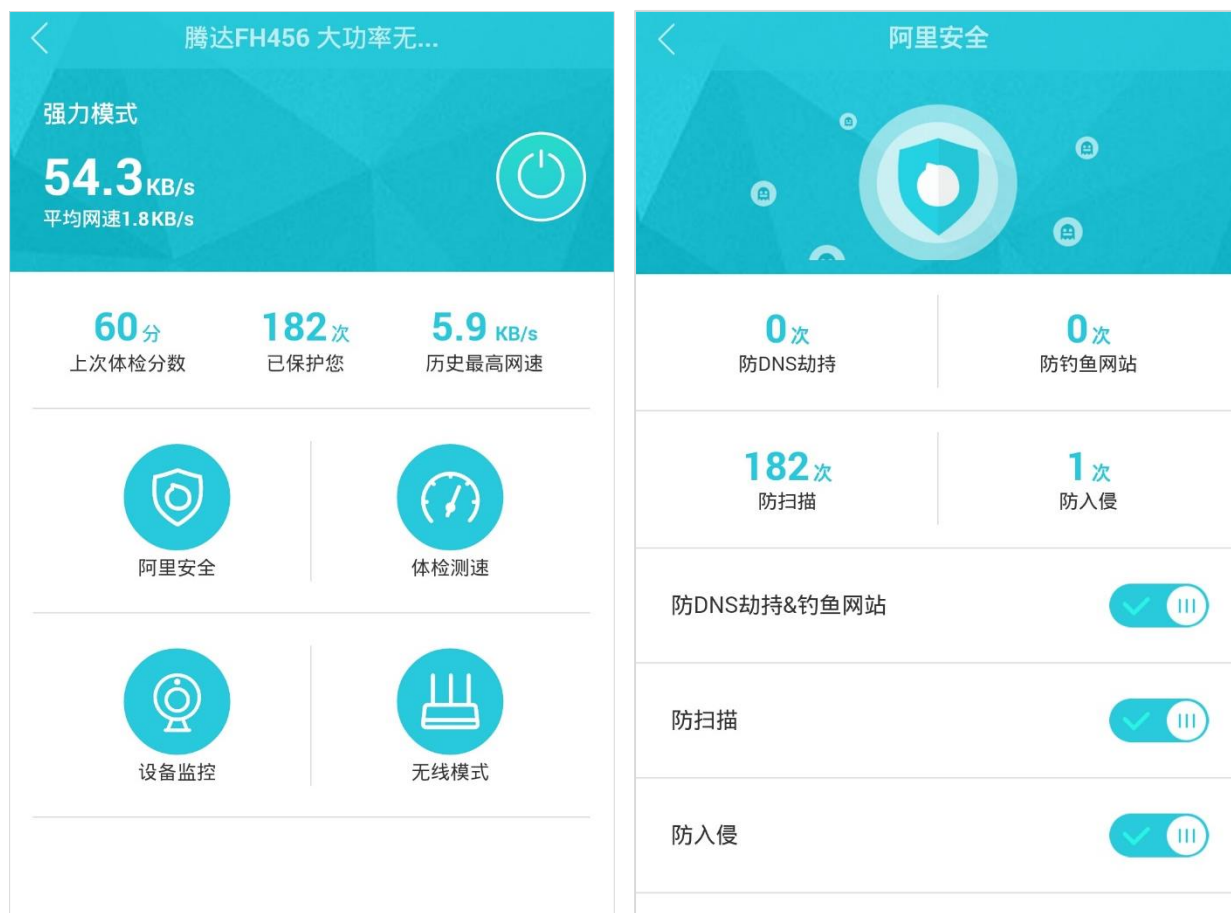 腾达FH456 大功率无...
强力模式
54.3KB/s
平均网速1.8KB/s
60分
182次
5.9 KB/s
上次体检分数
已保护您
历史最高网速
阿里安全
体检测速
设备监控
无线模式
阿里安全
0次
0次
防DNS劫持
防钓鱼网站
182次
1次
防扫描
防入侵
防DNS劫持&钓鱼网站
防扫描
防入侵